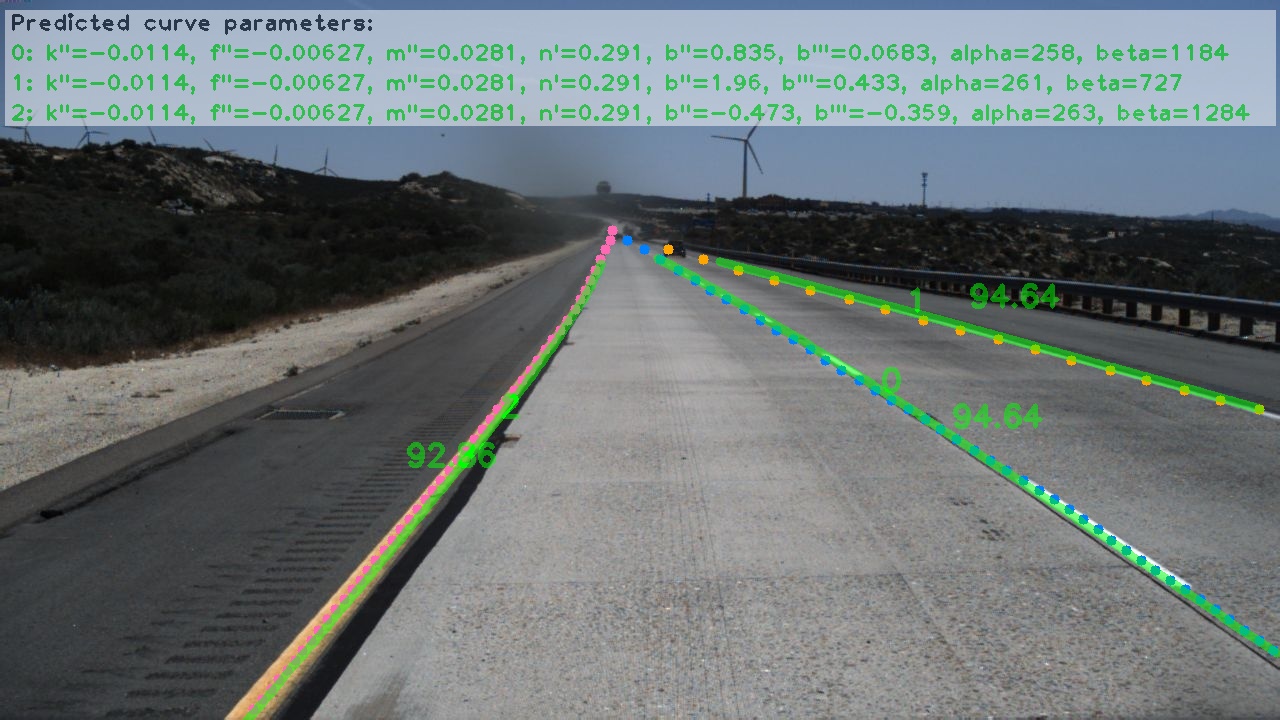 Predicted curve parameters:
0: k''=-0.0114, f''=-0.00627, m''=0.0281, n'=0.291, b''=0.835, b'''=0.0683, alpha=258, beta=1184
1: k''=-0.0114, f''=-0.00627, m''=0.0281, n'=0.291, b''=1.96, b'''=0.433, alpha=261, beta=727
2: k''=-0.0114, f''=-0.00627, m''=0.0281, n'=0.291, b''=-0.473, b'''=-0.359, alpha=263, beta=1284
1 94.64
0
94.64
2
92.96